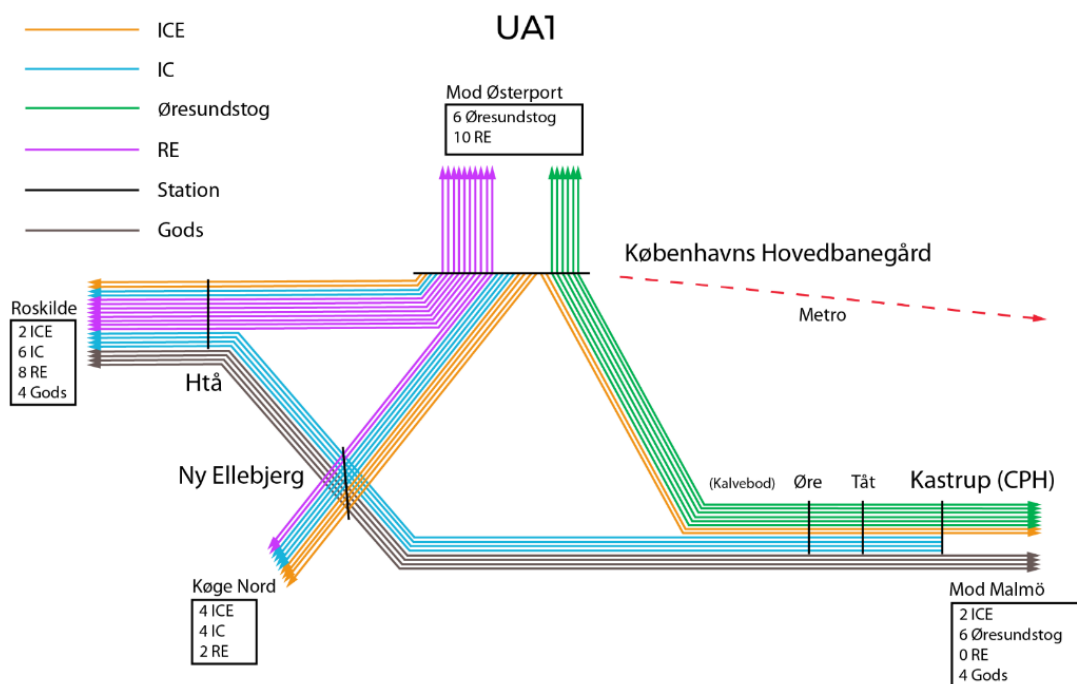 UA1
ICE
IC
Øresundstog
RE
Station
Gods
Mod Østerport
6 Øresundstog
10 RE
Københavns Hovedbanegård
Metro
Roskilde
2 ICE
6 IC
8 RE
4 Gods
Htå
Ny Ellebjerg
(Kalvebod)
Øre
Tåt
Kastrup (CPH)
Køge Nord
4 ICE
4 IC
2 RE
Mod Malmö
2 ICE
6 Øresundstog
0 RE
4 Gods